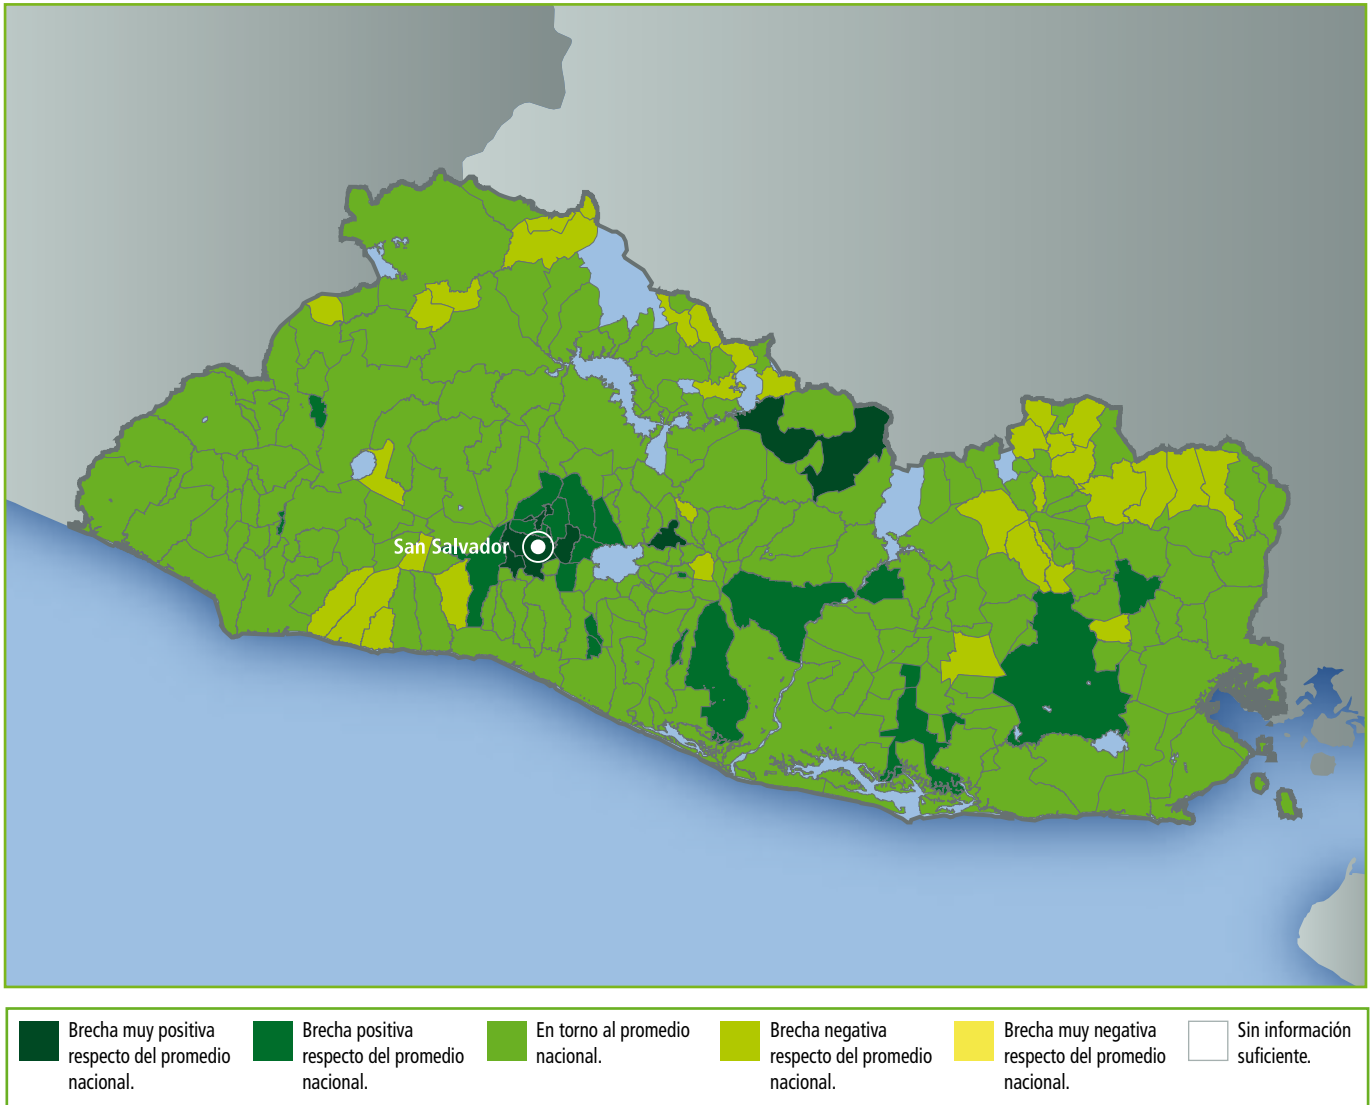 San Salvador
Brecha muy positiva
respecto del promedio
nacional.
Brecha positiva
respecto del promedio
nacional.
En torno al promedio
nacional.
Brecha negativa
respecto del promedio
nacional.
Brecha muy negativa
respecto del promedio
nacional.
Sin información
suficiente.